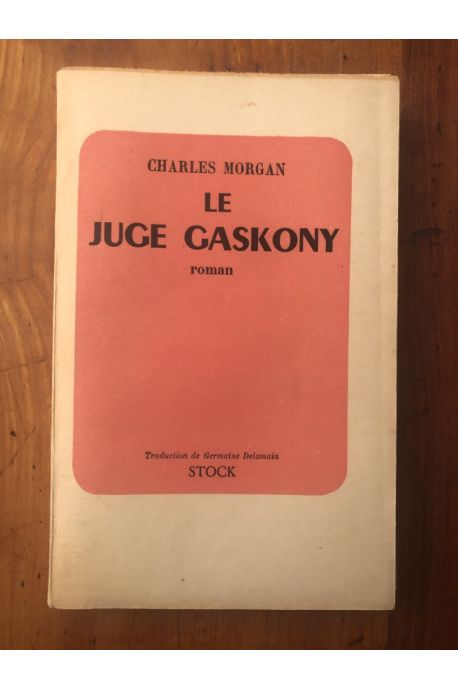 CHARLES MORGAN
LE
JUGE GASKONY
roman
Traduction de Germaine Delamain
STOCK